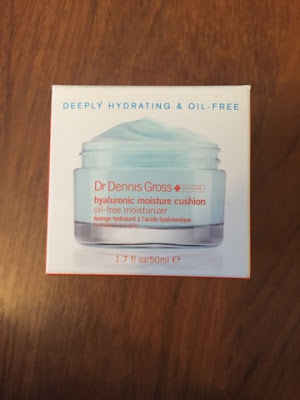 DEEPLY HYDRATING & OIL-FREE
Dr Dennis Gross
hyaluronic moisture cushion
oil-free moisturizer
éponge hydratant à l'acide hyaluronique
1.7 fl oz/50ml ℮